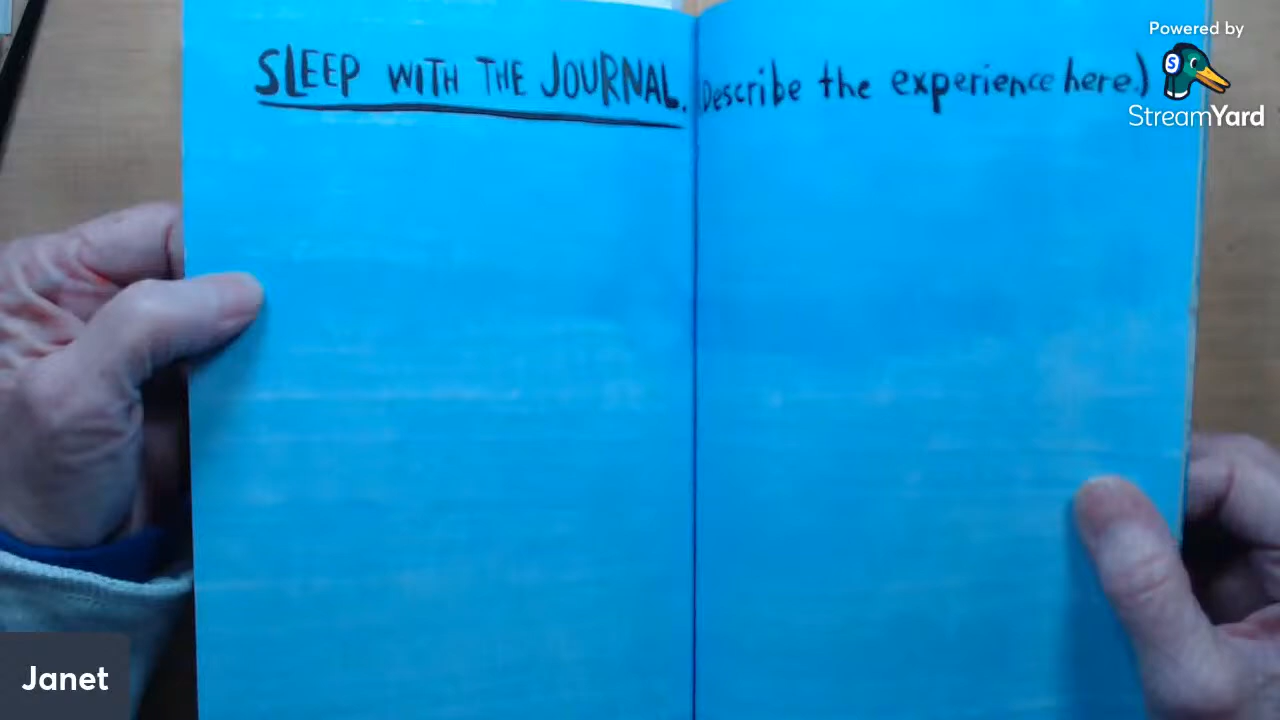 SLEEP WITH THE JOURNAL. Describe the experience here.)
Powered by
StreamYard
Janet